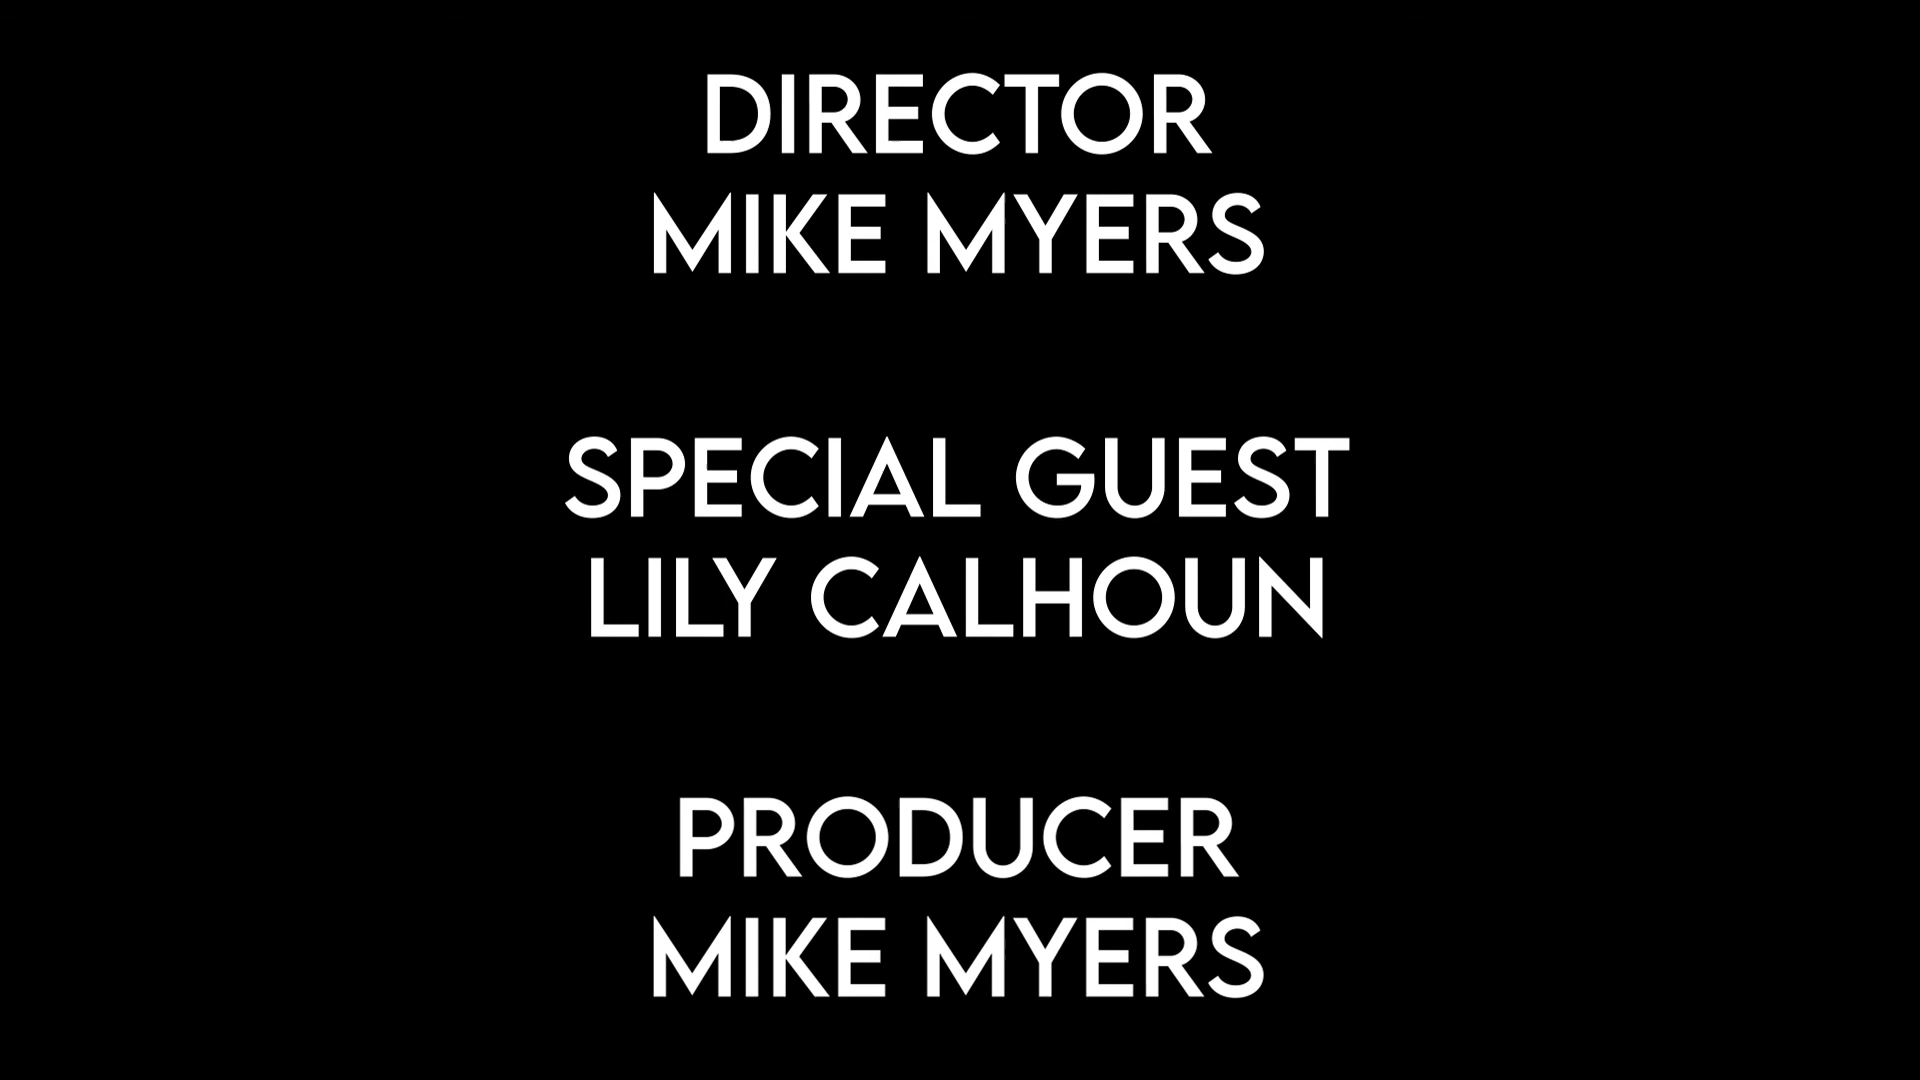 DIRECTOR
MIKE MYERS
SPECIAL GUEST
LILY CALHOUN
PRODUCER
MIKE MYERS